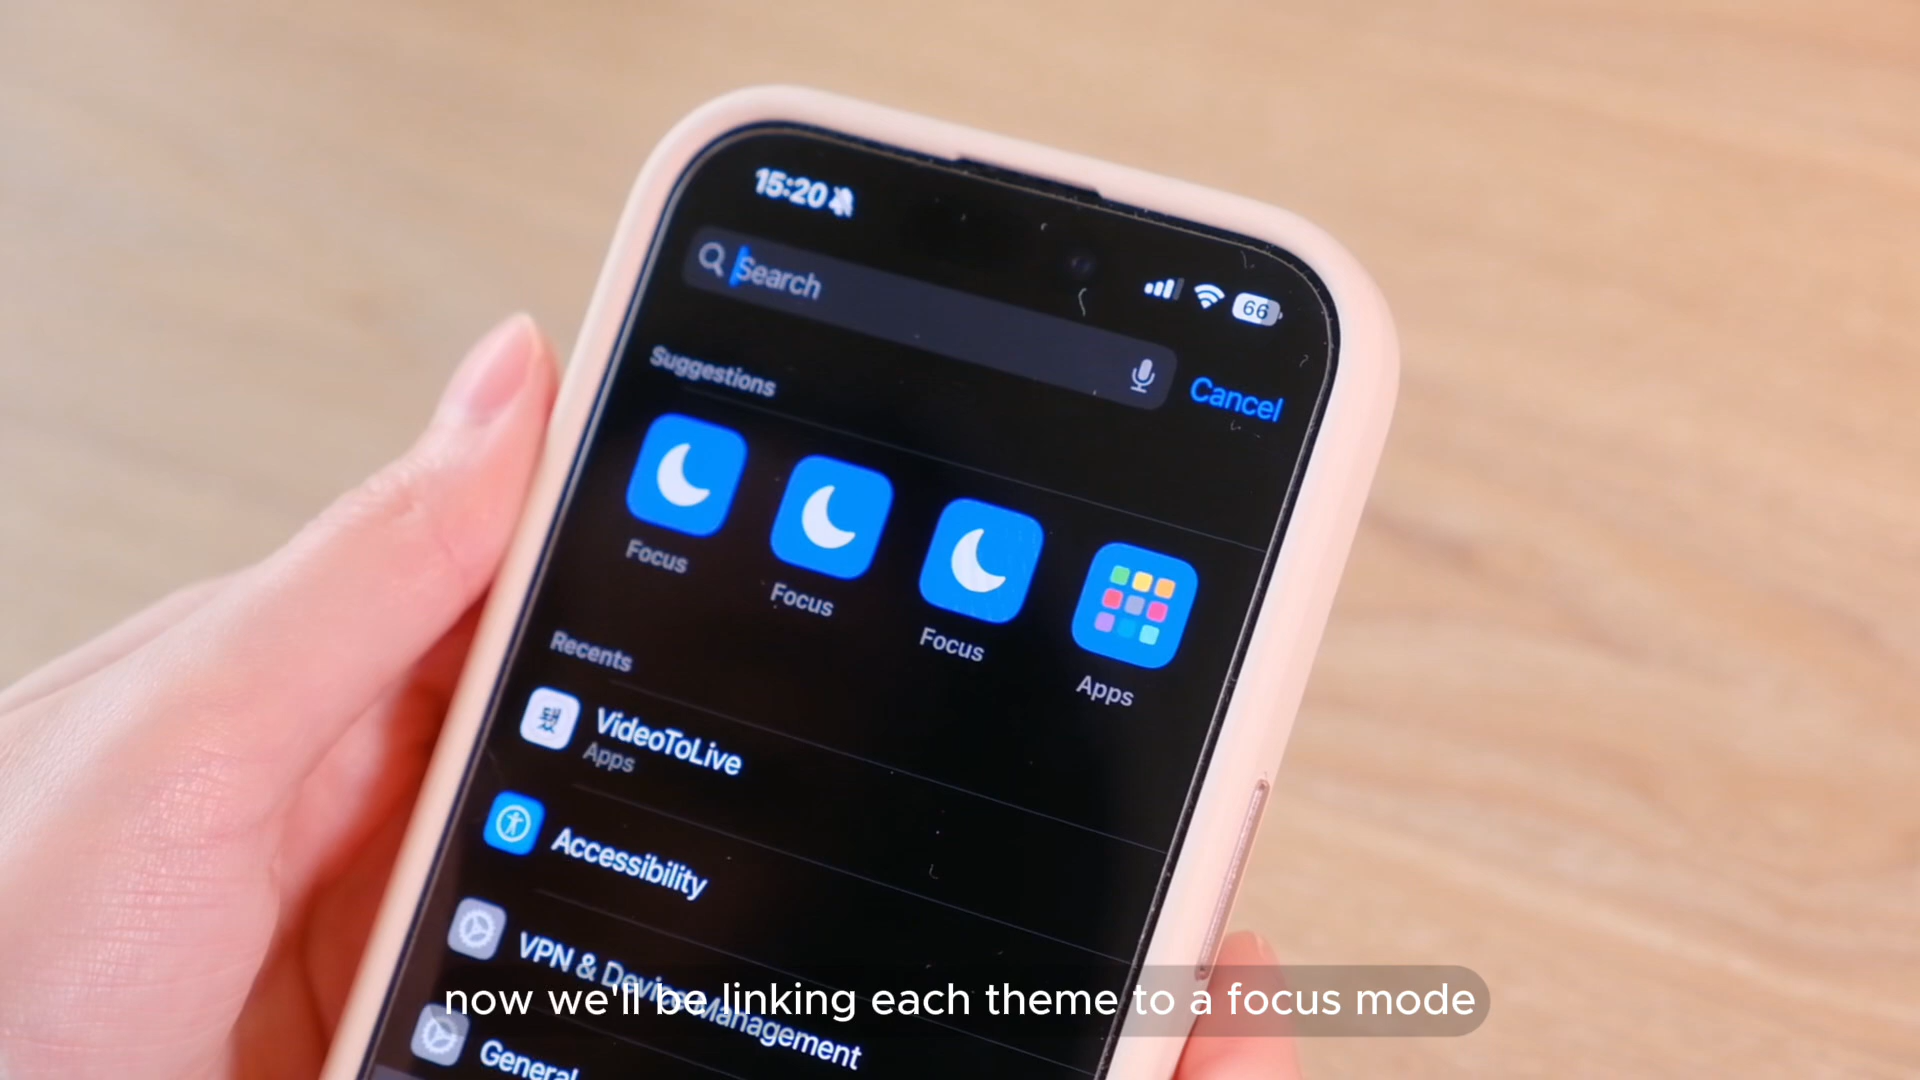 15:20
66
Search
Cancel
Suggestions
Focus
Focus
Focus
Apps
Recents
VideoToLive
Apps
Accessibility
VPN & Device Management
General
now we'll be linking each theme to a focus mode